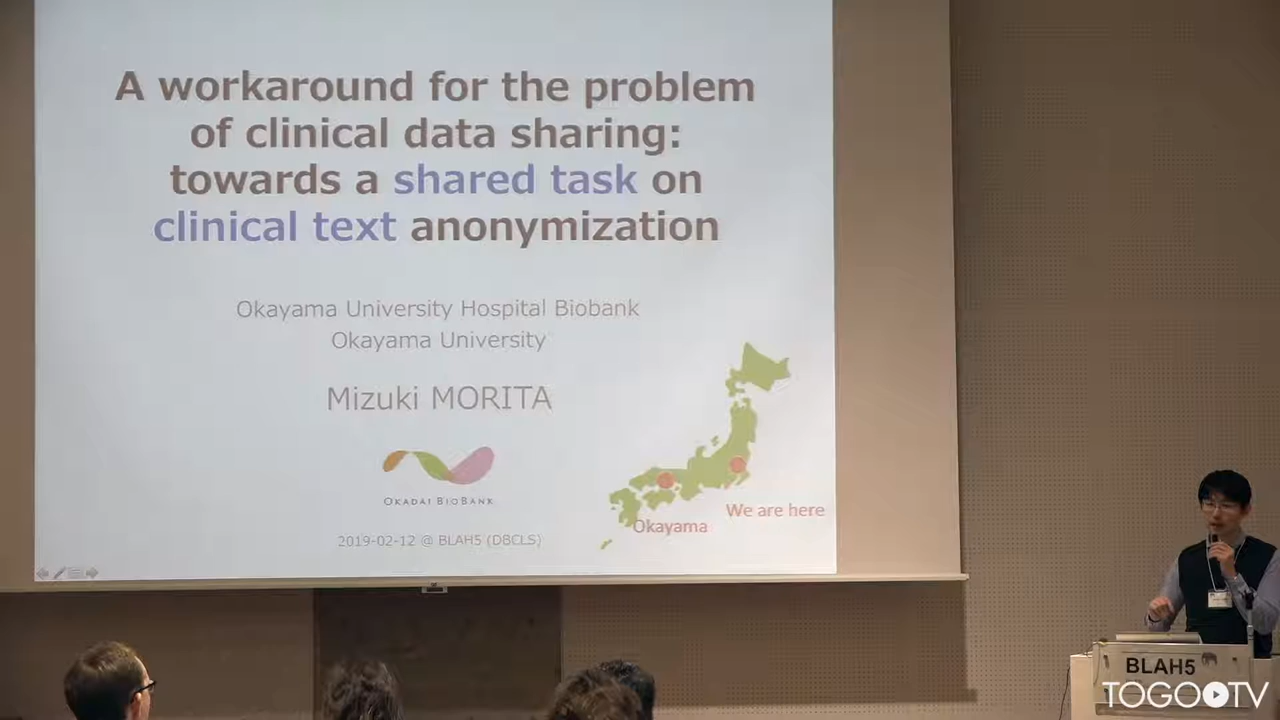 A workaround for the problem
of clinical data sharing:
towards a shared task on
clinical text anonymization
Okayama University Hospital Biobank
Okayama University
Mizuki MORITA
OKADAI BIOBANK
We are here
Okayama
2019-02-12 @ BLAH5 (DBCLS)
BLAH5
TOGOTV